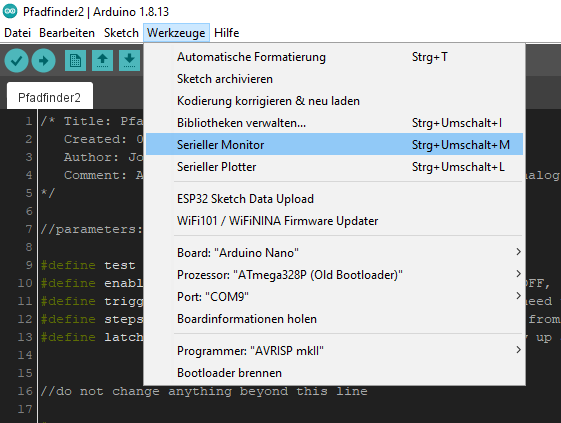 Pfadfinder2 | Arduino 1.8.13
Datei Bearbeiten Sketch Werkzeuge Hilfe
Automatische Formatierung Strg+T
Sketch archivieren
Kodierung korrigieren & neu laden
Bibliotheken verwalten... Strg+Umschalt+I
Serieller Monitor Strg+Umschalt+M
Serieller Plotter Strg+Umschalt+L
ESP32 Sketch Data Upload
WiFi101 / WiFiNINA Firmware Updater
Board: "Arduino Nano"
Prozessor: "ATmega328P (Old Bootloader)"
Port: "COM9"
Boardinformationen holen
Programmer: "AVRISP mkII"
Bootloader brennen
Pfadfinder2
1 /* Title: Pfa
2 Created: 0
3 Author: Jo
4 Comment: A nalog
5 */
6
7 //parameters:
8
9 #define test
10 #define enabl OFF,
11 #define trigg need
12 #define steps from
13 #define latch y up
14
15
16 //do not change anything beyond this line
17